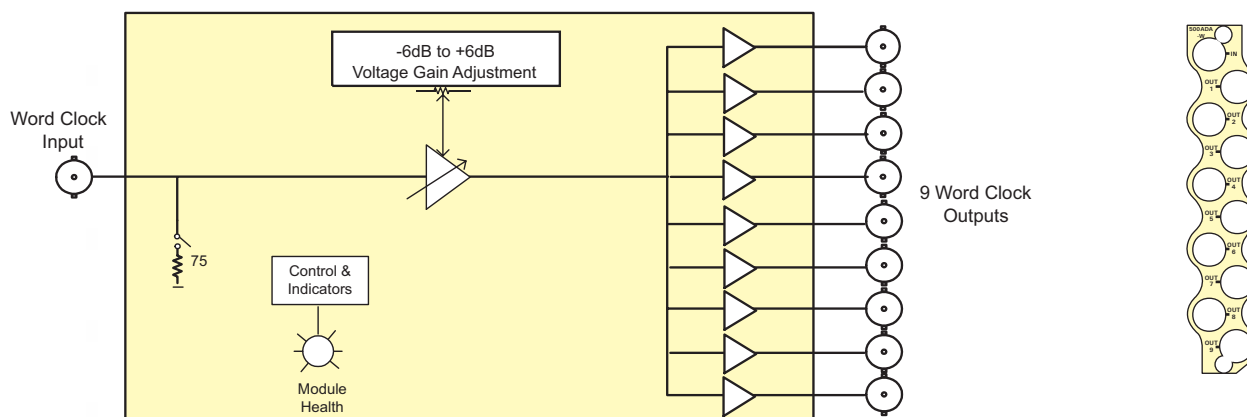 -6dB to +6dB
Voltage Gain Adjustment
Word Clock
Input
75
Control &
Indicators
Module
Health
9 Word Clock
Outputs
500ADA
-W
IN
OUT
1
OUT
2
OUT
3
OUT
4
OUT
5
OUT
6
OUT
7
OUT
8
OUT
9